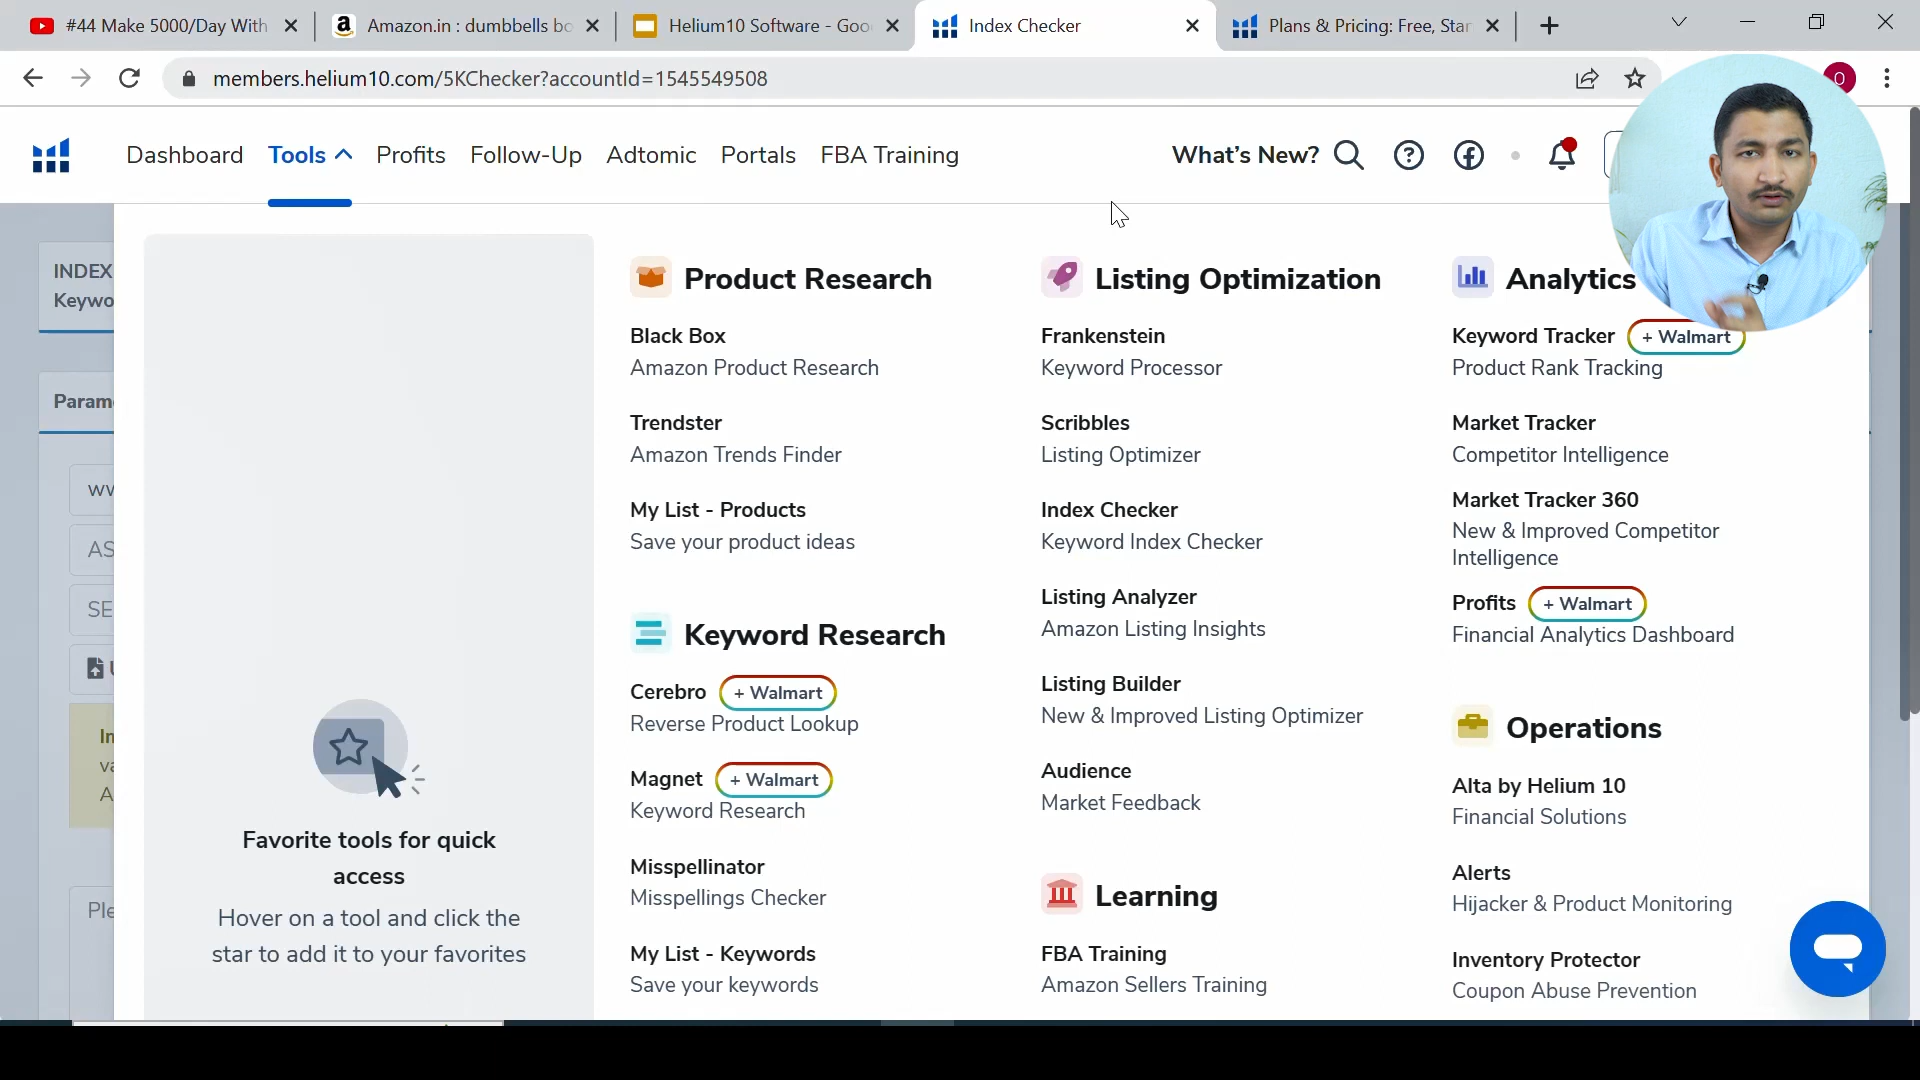 #44 Make 5000/Day With
Amazon.in : dumbbells bo
Helium10 Software - Goo
Index Checker
Plans & Pricing: Free, Star
members.helium10.com/5KChecker?accountId=1545549508
O
Dashboard
Tools
Profits
Follow-Up
Adtomic
Portals
FBA Training
What's New?
INDEX
Keywo
Param
AS
SE
Ple
Favorite tools for quick
access
Hover on a tool and click the
star to add it to your favorites
Product Research
Black Box
Amazon Product Research
Trendster
Amazon Trends Finder
My List - Products
Save your product ideas
Keyword Research
Cerebro + Walmart
Reverse Product Lookup
Magnet + Walmart
Keyword Research
Misspellinator
Misspellings Checker
My List - Keywords
Save your keywords
Listing Optimization
Frankenstein
Keyword Processor
Scribbles
Listing Optimizer
Index Checker
Keyword Index Checker
Listing Analyzer
Amazon Listing Insights
Listing Builder
New & Improved Listing Optimizer
Audience
Market Feedback
Learning
FBA Training
Amazon Sellers Training
Analytics
Keyword Tracker + Walmart
Product Rank Tracking
Market Tracker
Competitor Intelligence
Market Tracker 360
New & Improved Competitor
Intelligence
Profits + Walmart
Financial Analytics Dashboard
Operations
Alta by Helium 10
Financial Solutions
Alerts
Hijacker & Product Monitoring
Inventory Protector
Coupon Abuse Prevention